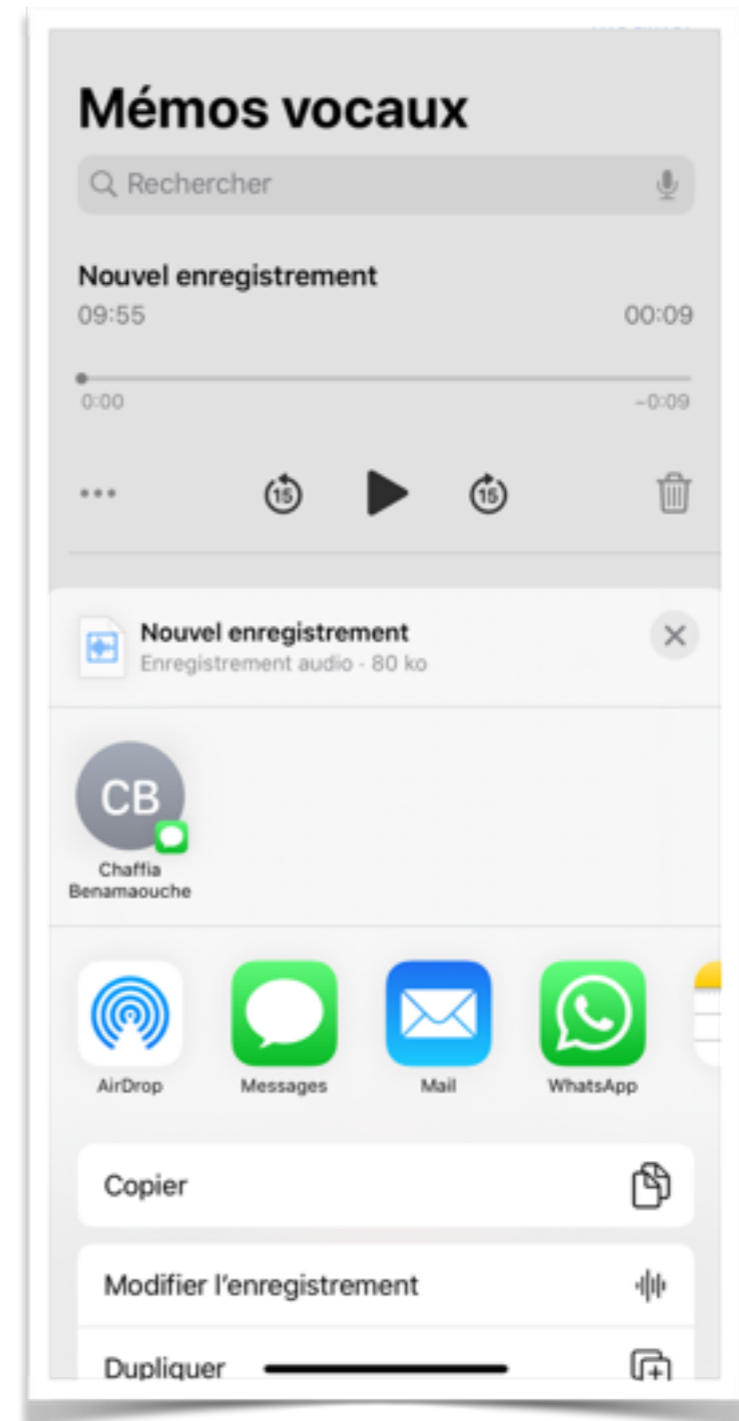 Mémos vocaux
Rechercher
Nouvel enregistrement
09:55 00:09
0:00 −0:09
15 15
Nouvel enregistrement
Enregistrement audio · 80 ko
CB
Chaffia
Benamaouche
AirDrop Messages Mail WhatsApp
Copier
Modifier l’enregistrement
Dupliquer